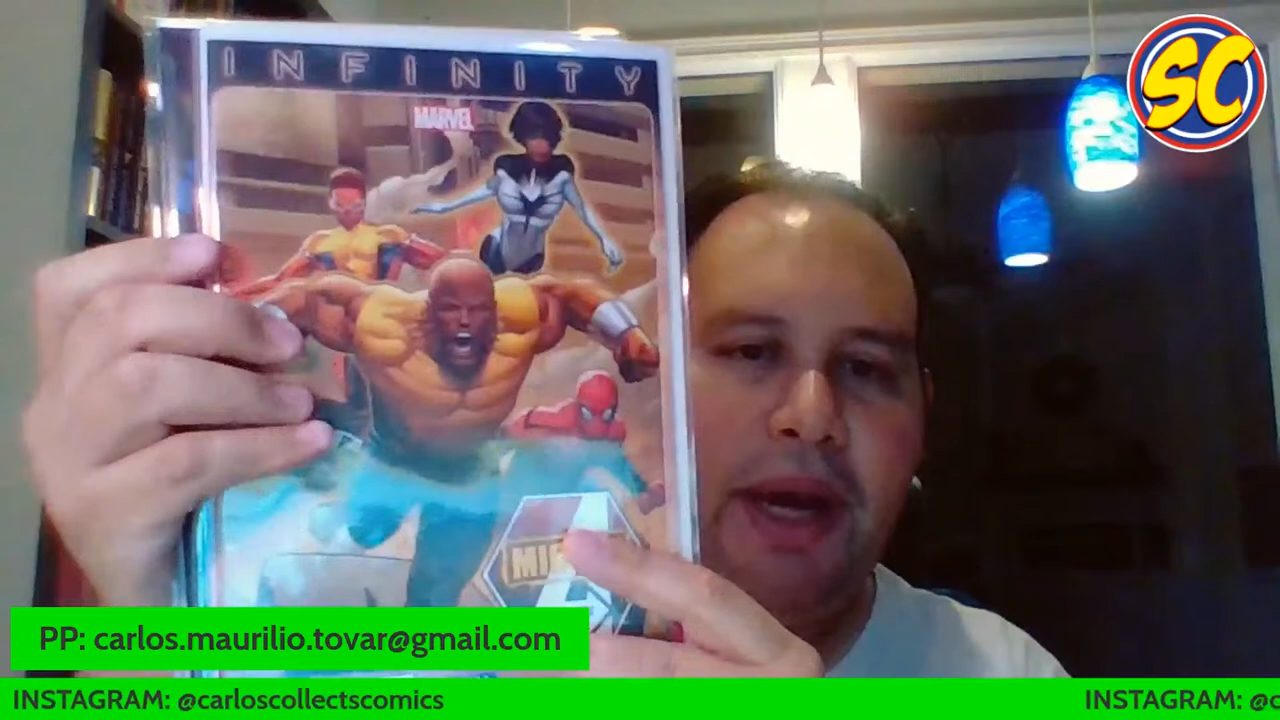 INFINITY
MARVEL
SC
PP: carlos.maurilio.tovar@gmail.com
INSTAGRAM: @carloscollectscomics
INSTAGRAM: